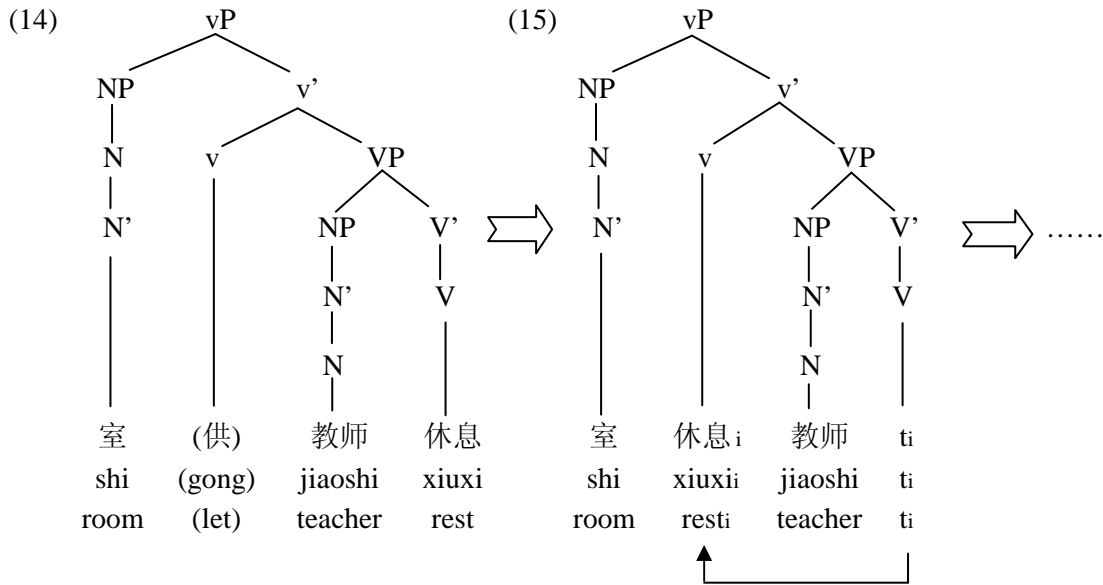 (14) vP (15) vP
NP v’ NP v’
N v VP N v VP
N’ NP V’ N’ NP V’ ……
N’ V N’ V
N N
室 (供) 教师 休息 室 休息i 教师 ti
shi (gong) jiaoshi xiuxi shi xiuxii jiaoshi ti
room (let) teacher rest room resti teacher ti